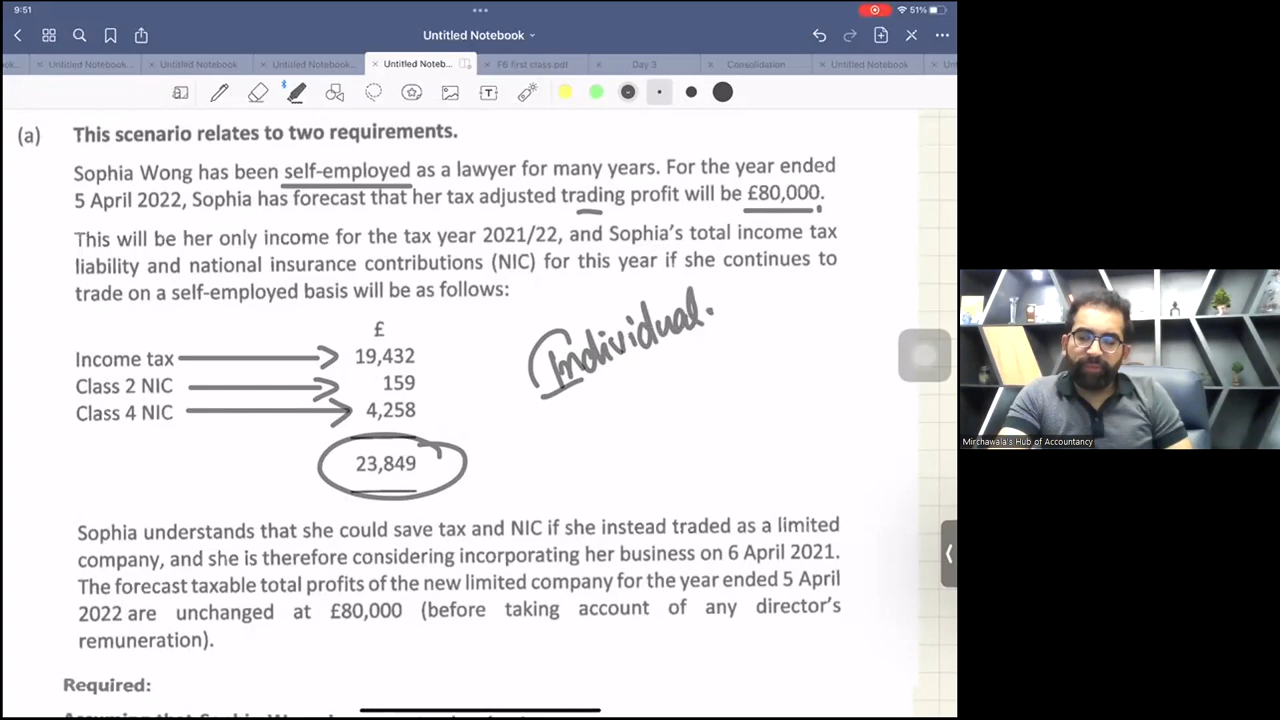 9:51
51%
Untitled Notebook
Untitled Notebook...
Untitled Notebook
Untitled Notebook...
Untitled Noteb...
F6 first class.pdf
Day 3
Consolidation
Untitled Notebook
(a) This scenario relates to two requirements.
Sophia Wong has been self-employed as a lawyer for many years. For the year ended
5 April 2022, Sophia has forecast that her tax adjusted trading profit will be £80,000.
This will be her only income for the tax year 2021/22, and Sophia's total income tax
liability and national insurance contributions (NIC) for this year if she continues to
trade on a self-employed basis will be as follows:
£
Income tax 19,432
Class 2 NIC 159
Class 4 NIC 4,258
23,849
Individual.
Sophia understands that she could save tax and NIC if she instead traded as a limited
company, and she is therefore considering incorporating her business on 6 April 2021.
The forecast taxable total profits of the new limited company for the year ended 5 April
2022 are unchanged at £80,000 (before taking account of any director's
remuneration).
Required:
Mirchawala's Hub of Accountancy